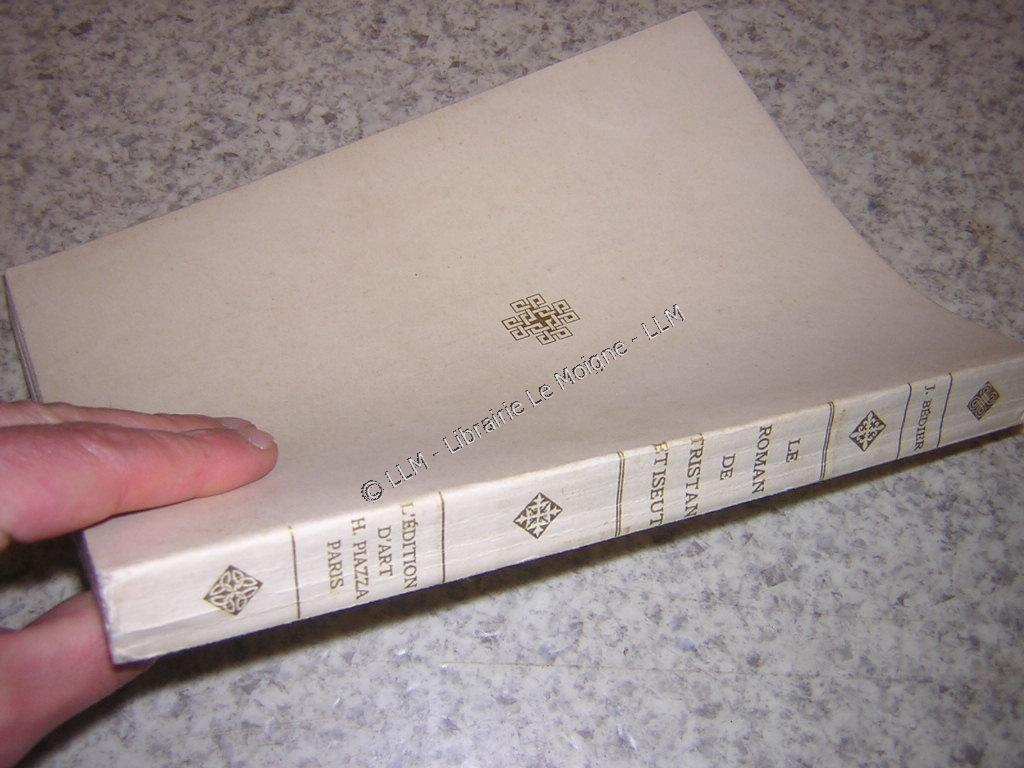 J. BÉDIER
LE
ROMAN
DE
TRISTAN
ET ISEUT
L'ÉDITION
D'ART
H. PIAZZA
PARIS
© LLM - Librairie Le Moigne - LLM